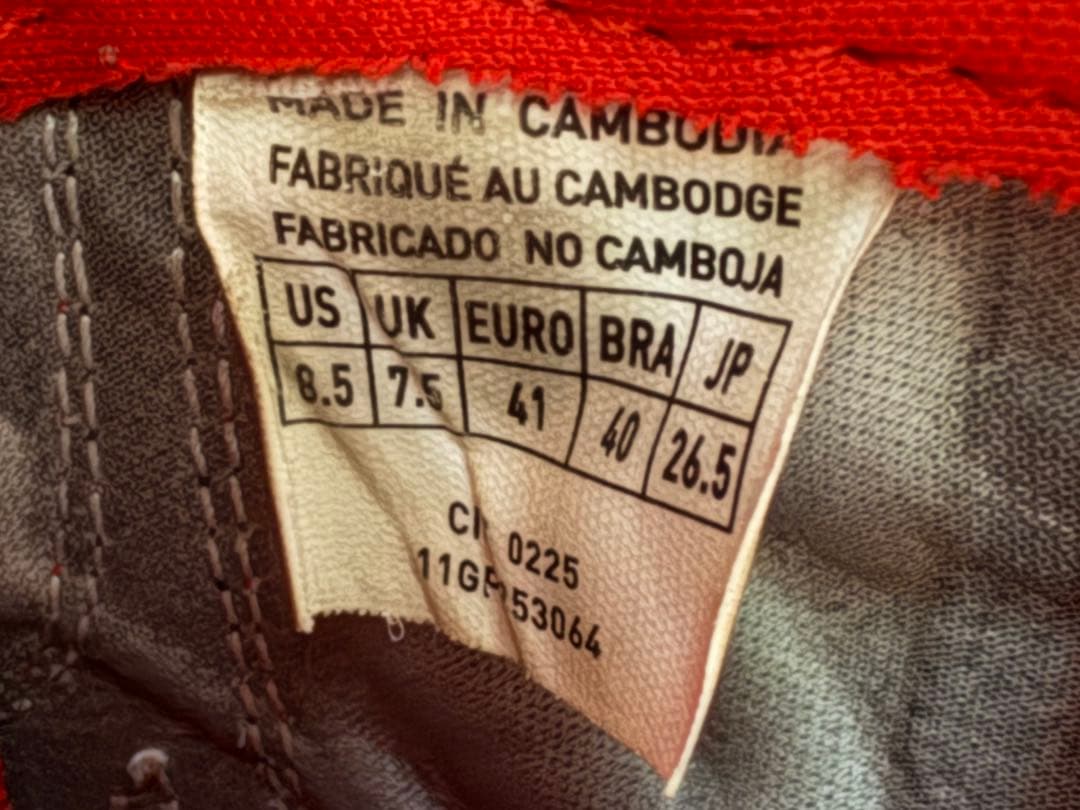 MADE IN CAMBODIA
FABRiQUÉ AU CAMBODGE
FABRICADO NO CAMBOJA
US UK EURO BRA JP
8.5 7.5 41 40 26.5
0225